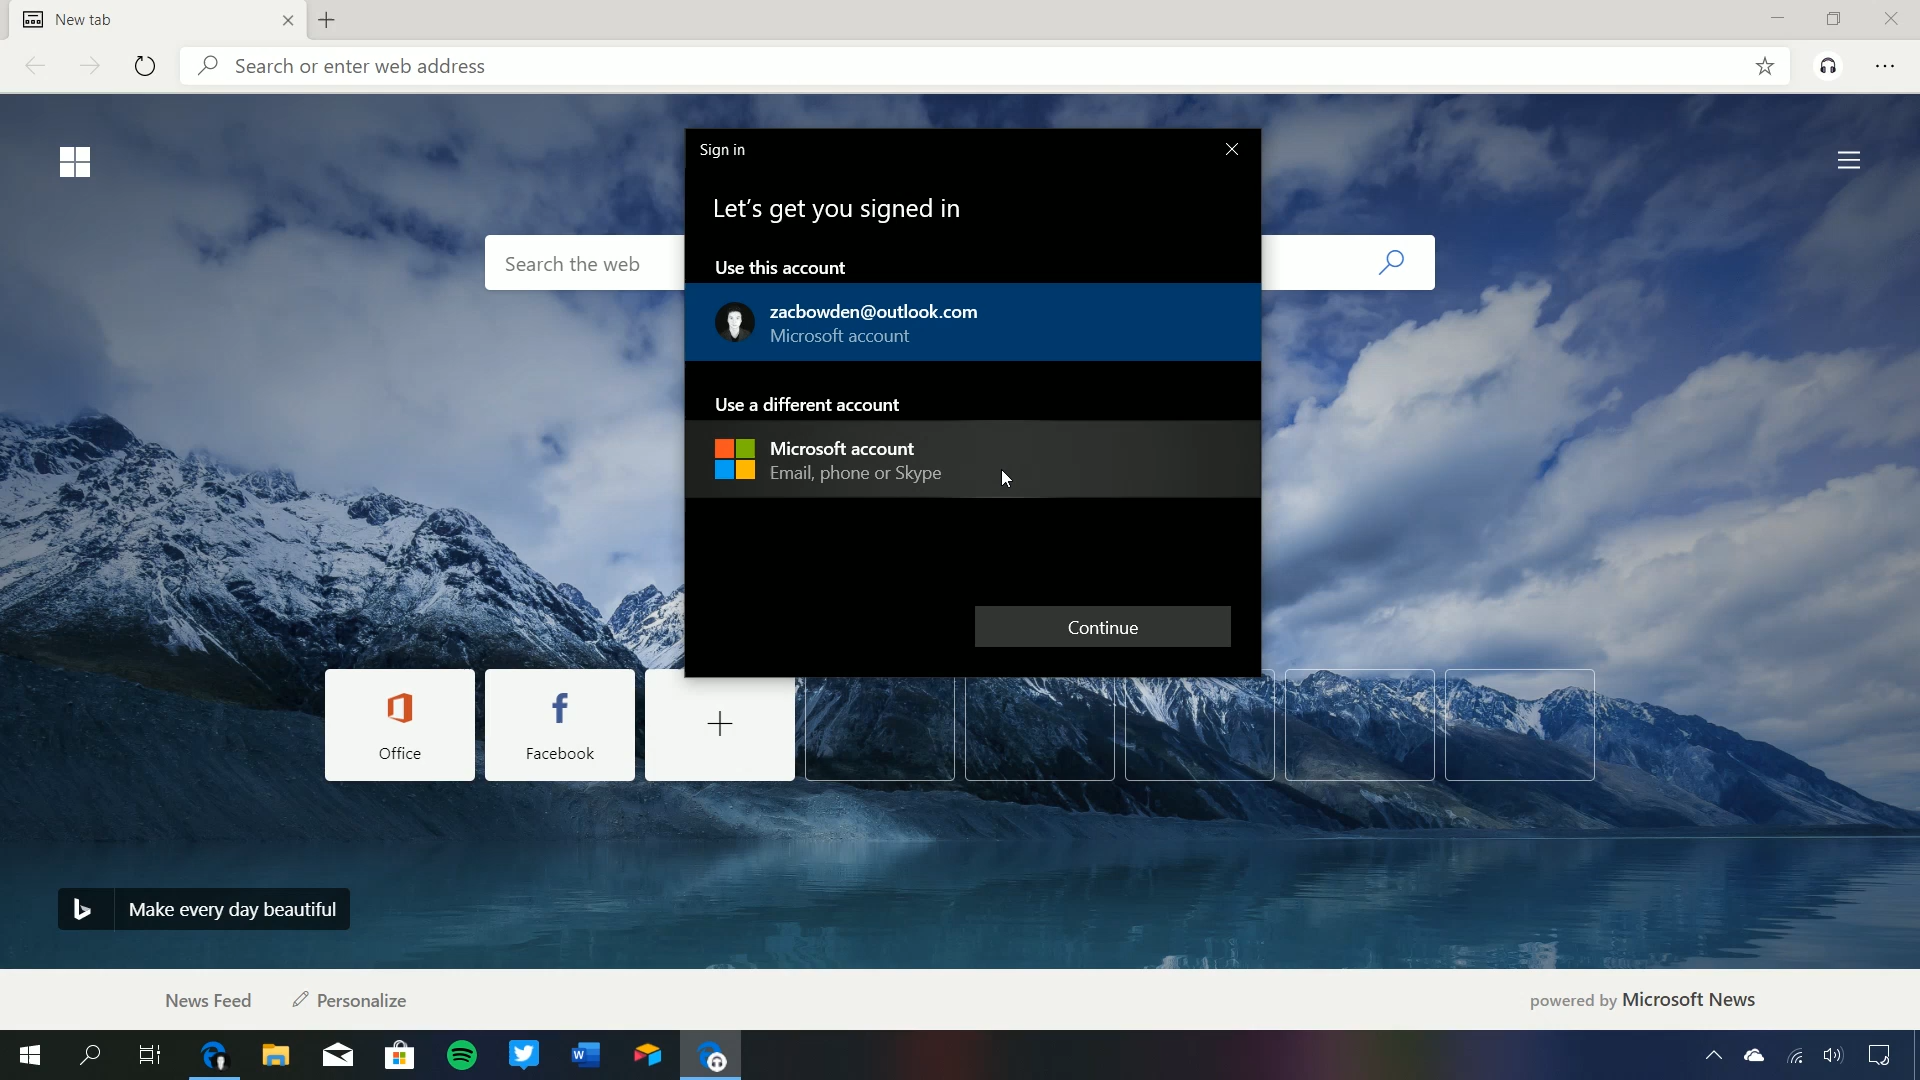 New tab
Search or enter web address
Sign in
Let's get you signed in
Search the web
Use this account
zacbowden@outlook.com
Microsoft account
Use a different account
Microsoft account
Email, phone or Skype
Continue
Office
Facebook
Make every day beautiful
News Feed
Personalize
powered by Microsoft News